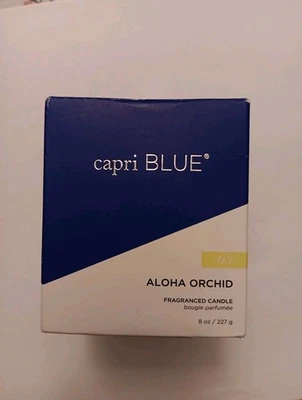 capri BLUE®
ALOHA ORCHID
FRAGRANCED CANDLE
bougie parfumée
8 oz / 227 g